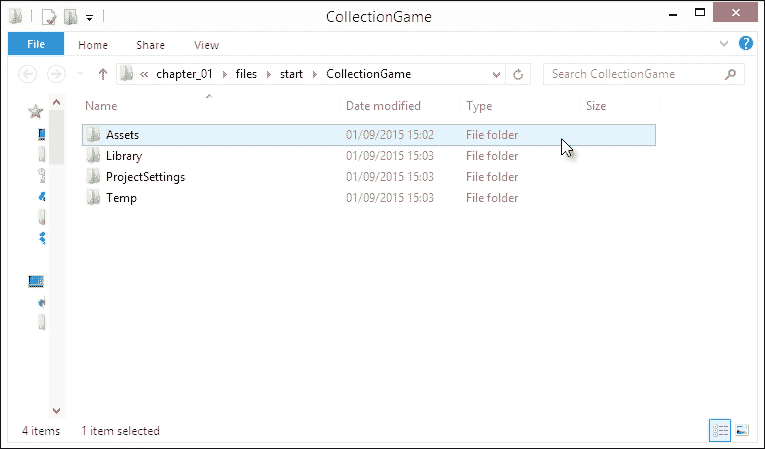 CollectionGame
File Home Share View
« chapter_01 files start CollectionGame Search CollectionGame
Name Date modified Type Size
Assets 01/09/2015 15:02 File folder
Library 01/09/2015 15:03 File folder
ProjectSettings 01/09/2015 15:03 File folder
Temp 01/09/2015 15:03 File folder
4 items 1 item selected